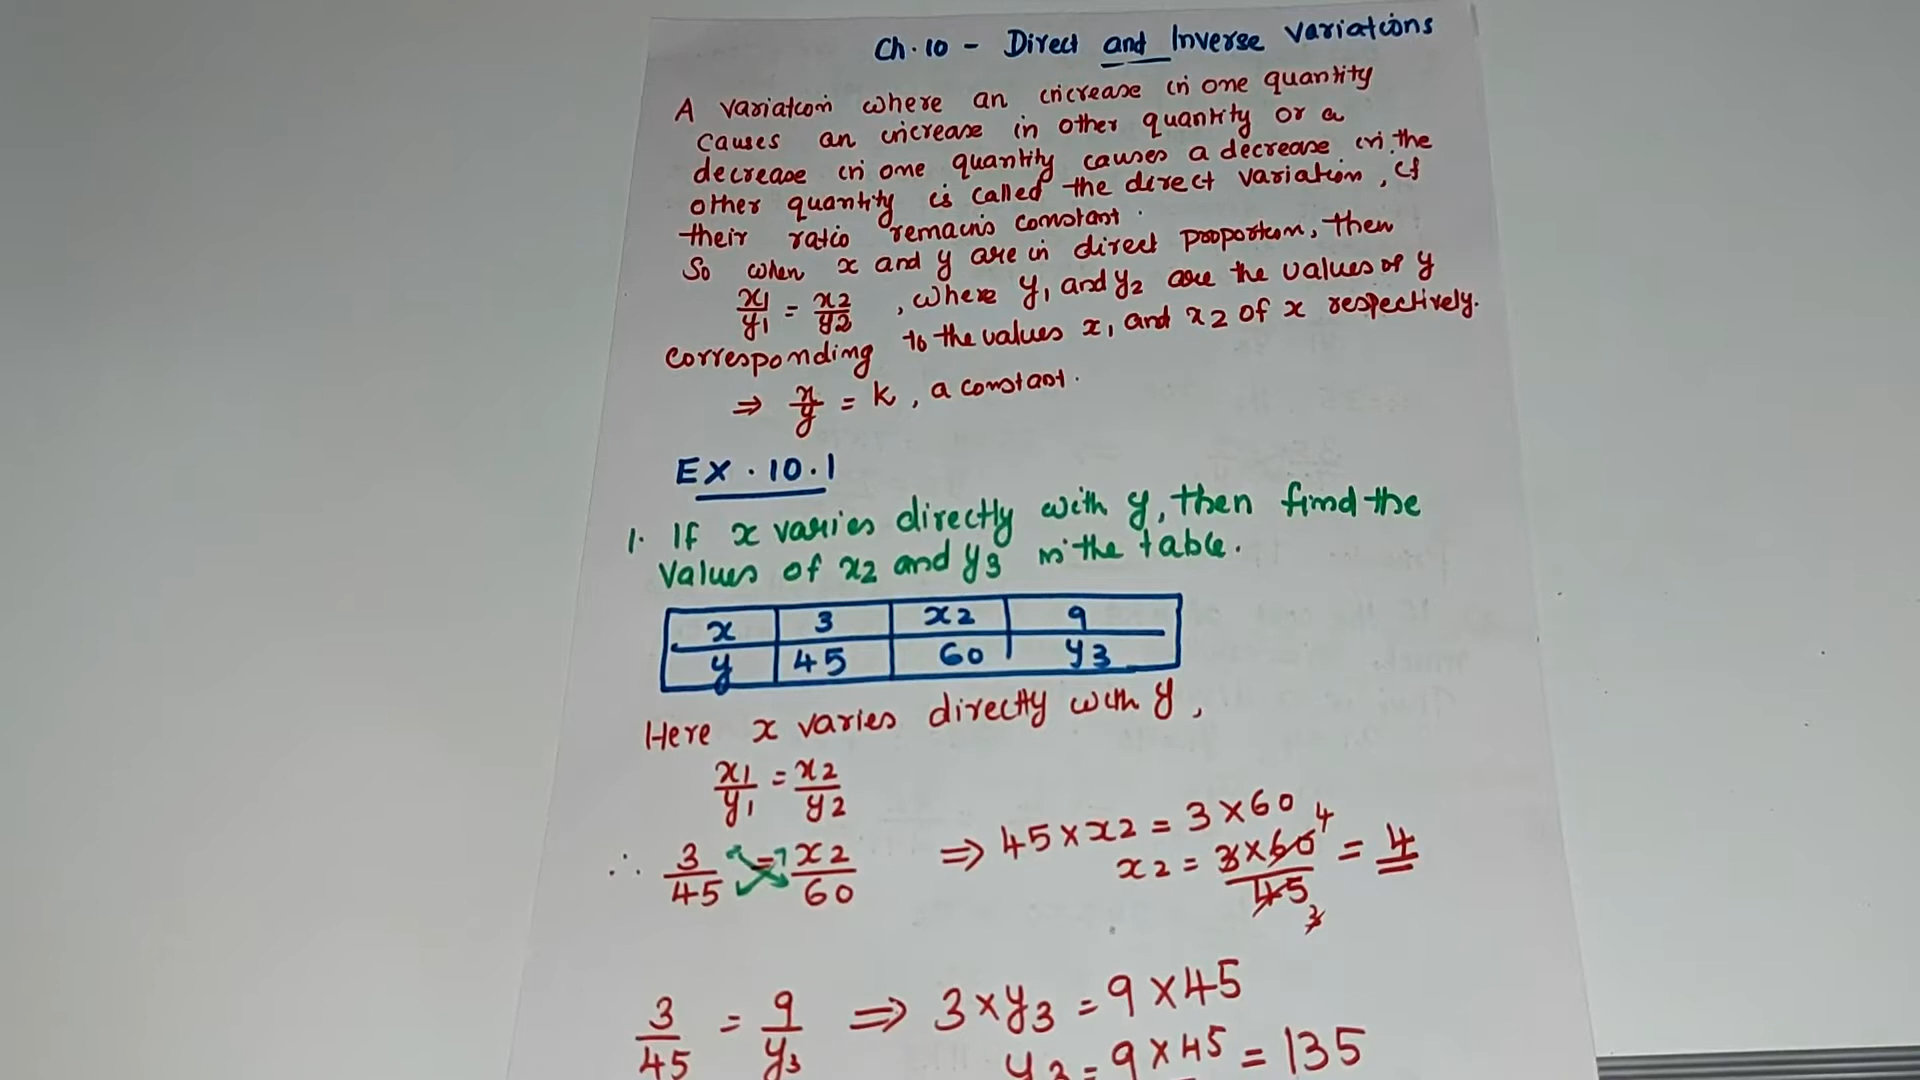 Ch.10 - Direct and Inverse Variations
A variation where an increase in one quantity
causes an increase in other quantity or a
decrease in one quantity causes a decrease in the
other quantity is called the direct variation, if
their ratio remains constant.
So when x and y are in direct proportion, then
x1/y1 = x2/y2 , where y1 and y2 are the values of y
corresponding to the values x1 and x2 of x respectively.
⇒ x/y = k, a constant.
EX.10.1
1. If x varies directly with y, then find the
values of x2 and y3 in the table.
x 3 x2 9
y 45 60 y3
Here x varies directly with y,
x1/y1 = x2/y2
∴ 3/45 = x2/60 ⇒ 45 × x2 = 3 × 60
x2 = 3×60/45 = 4
4
3
3/45 = 9/y3 ⇒ 3 × y3 = 9 × 45
y3 = 9 × 45 = 135